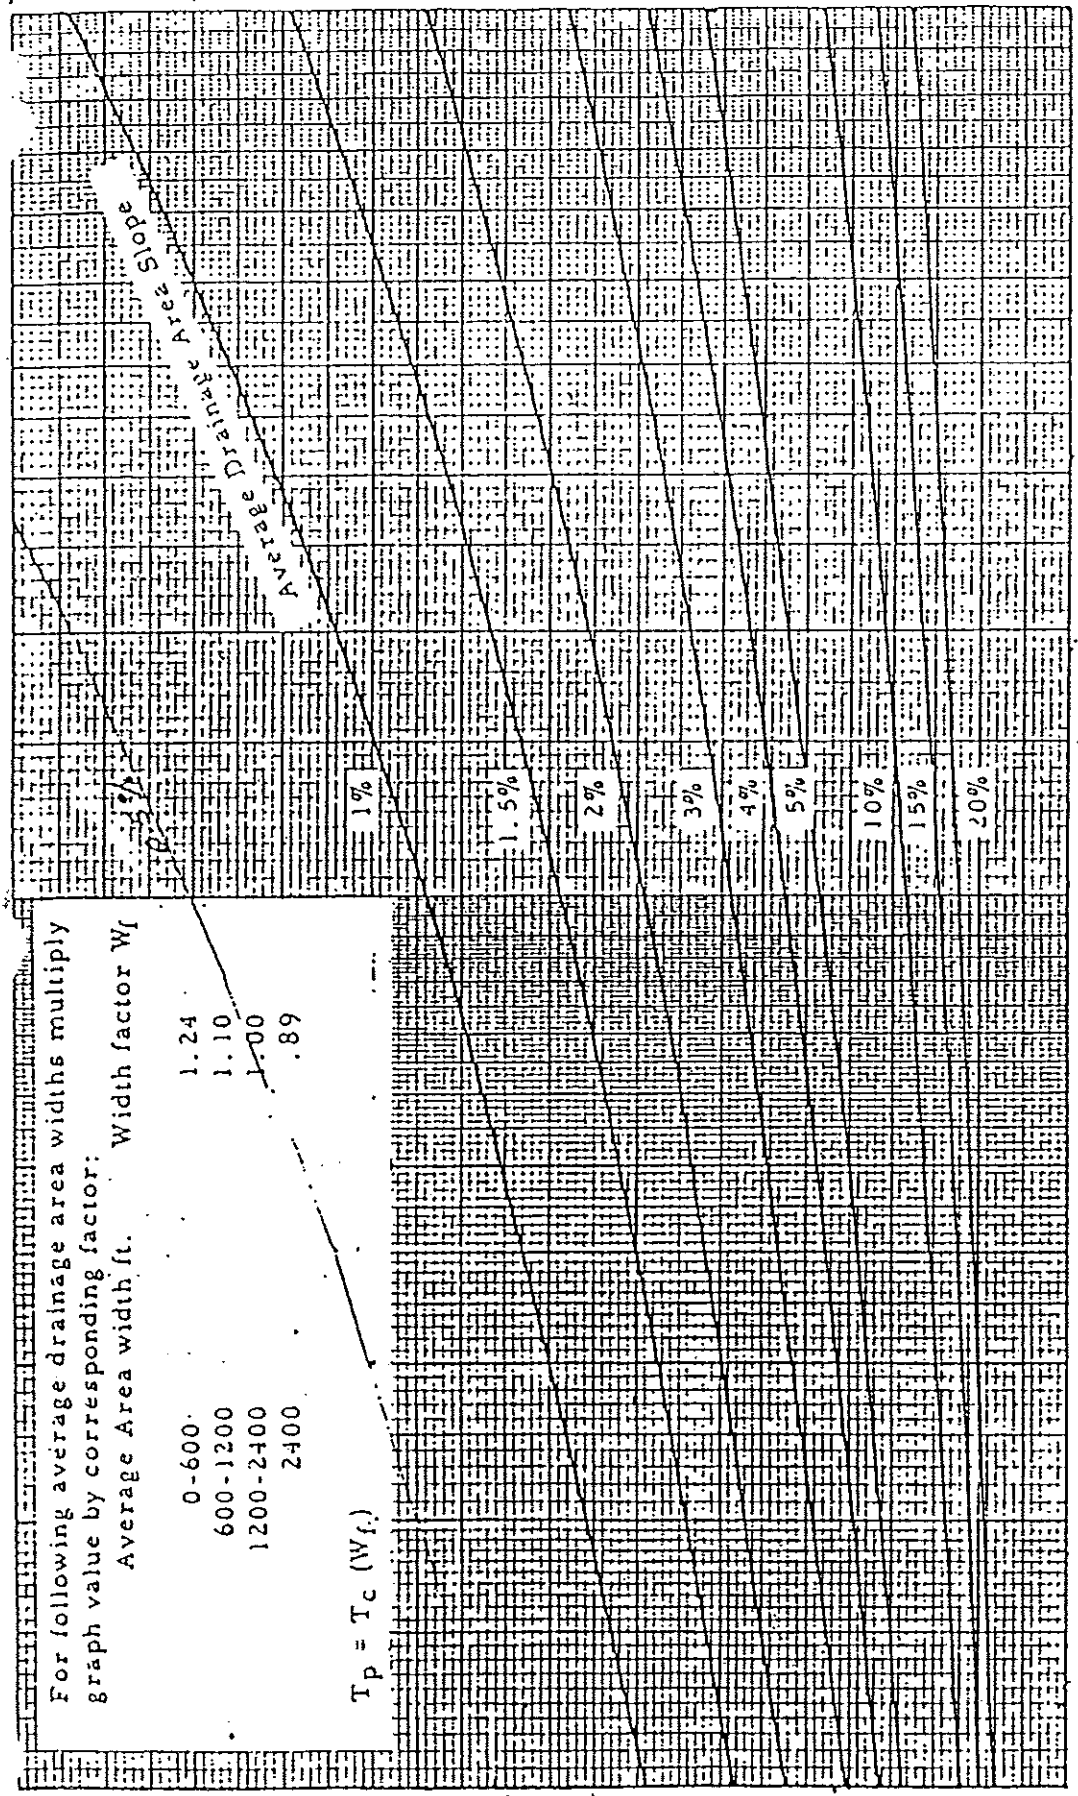 For following average drainage area widths multiply
graph value by corresponding factor:
Average Area width ft. Width factor Wf
0-600 1.24
600-1200 1.10
1200-2400 1.00
2400 .89
Tp = Tc (Wf.)
Average Drainage Area Slope
1%
1.5%
2%
3%
4%
5%
10%
15%
20%